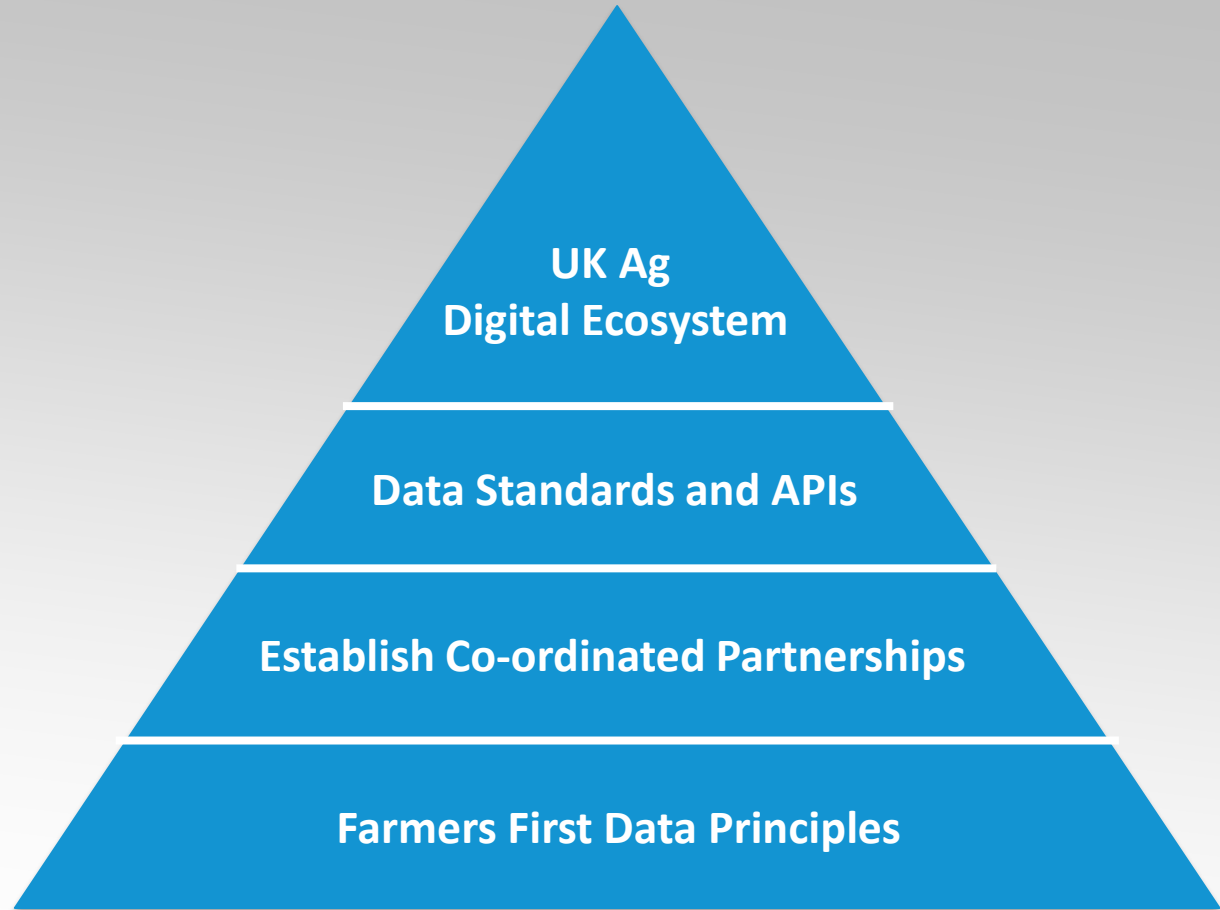 UK Ag
Digital Ecosystem
Data Standards and APIs
Establish Co-ordinated Partnerships
Farmers First Data Principles